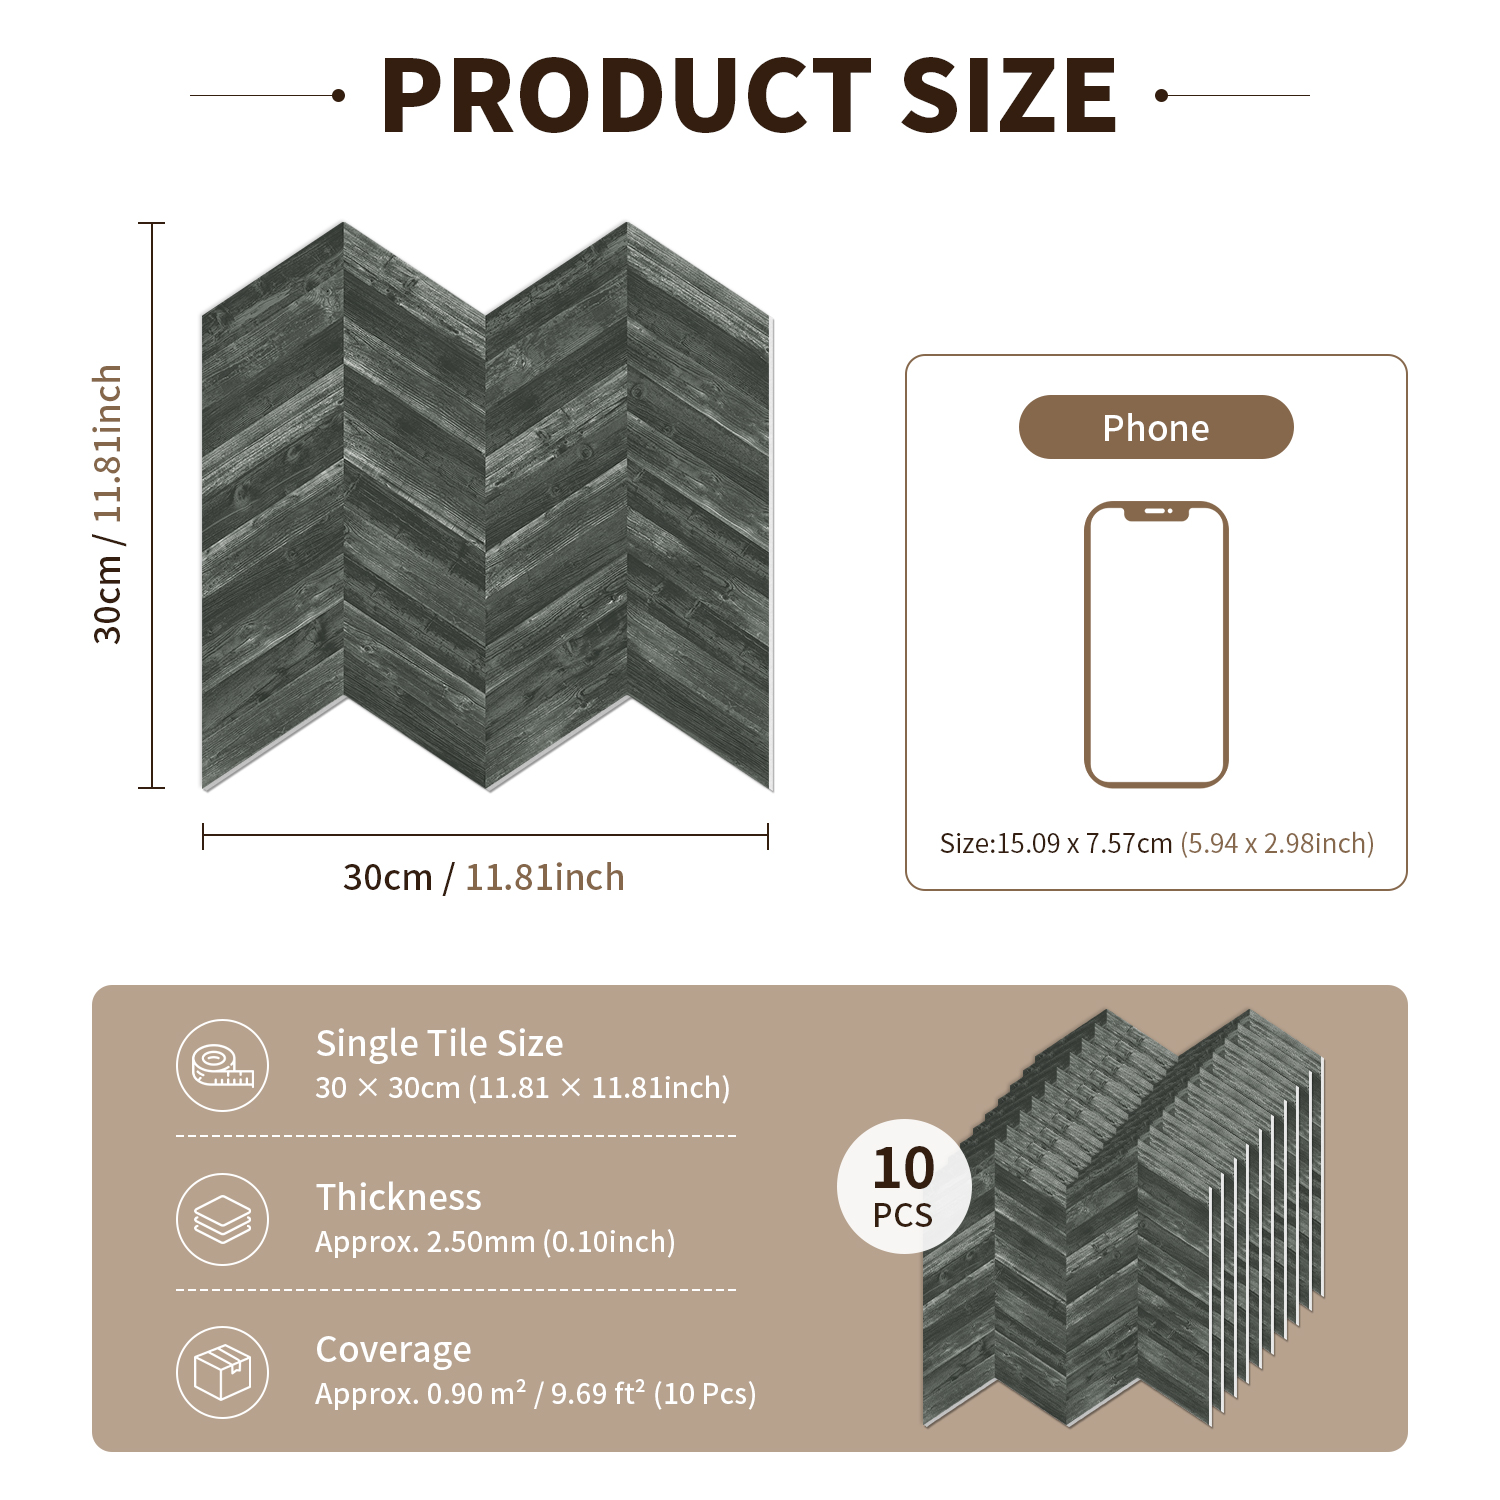 PRODUCT SIZE
30cm / 11.81inch
30cm / 11.81inch
Phone
Size:15.09 x 7.57cm (5.94 x 2.98inch)
Single Tile Size
30 × 30cm (11.81 × 11.81inch)
Thickness
Approx. 2.50mm (0.10inch)
Coverage
Approx. 0.90 m² / 9.69 ft² (10 Pcs)
10
PCS